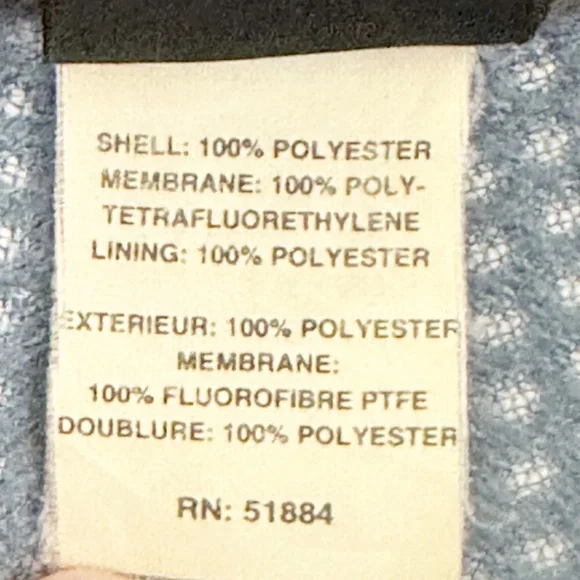 SHELL: 100% POLYESTER
MEMBRANE: 100% POLY-
TETRAFLUORETHYLENE
LINING: 100% POLYESTER
EXTERIEUR: 100% POLYESTER
MEMBRANE:
100% FLUOROFIBRE PTFE
DOUBLURE: 100% POLYESTER
RN: 51884